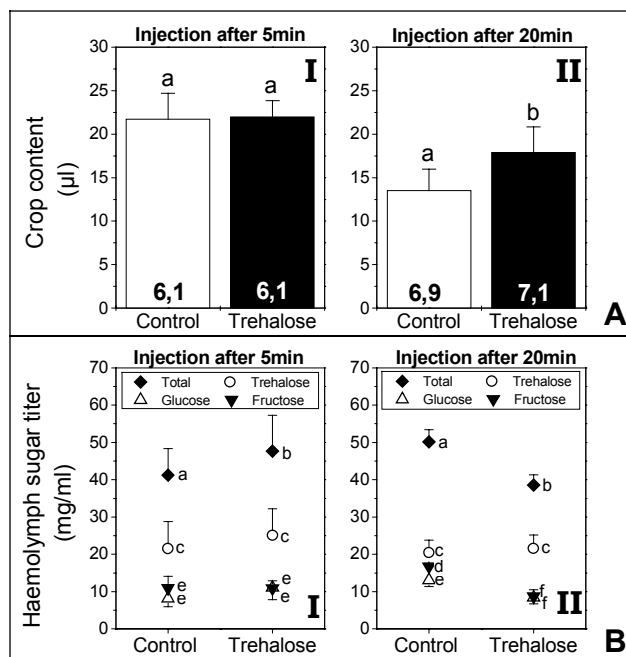 Injection after 5min
Injection after 20min
30
25
20
15
10
5
0
Crop content
(µl)
I
II
a
a
a
b
6,1
6,1
6,9
7,1
Control
Trehalose
Control
Trehalose
A
Injection after 5min
Injection after 20min
70
60
50
40
30
20
10
0
Haemolymph sugar titer
(mg/ml)
Total
Trehalose
Glucose
Fructose
Total
Trehalose
Glucose
Fructose
a
b
c
c
e
e
e
e
a
b
c
c
d
e
f
f
I
II
Control
Trehalose
Control
Trehalose
B